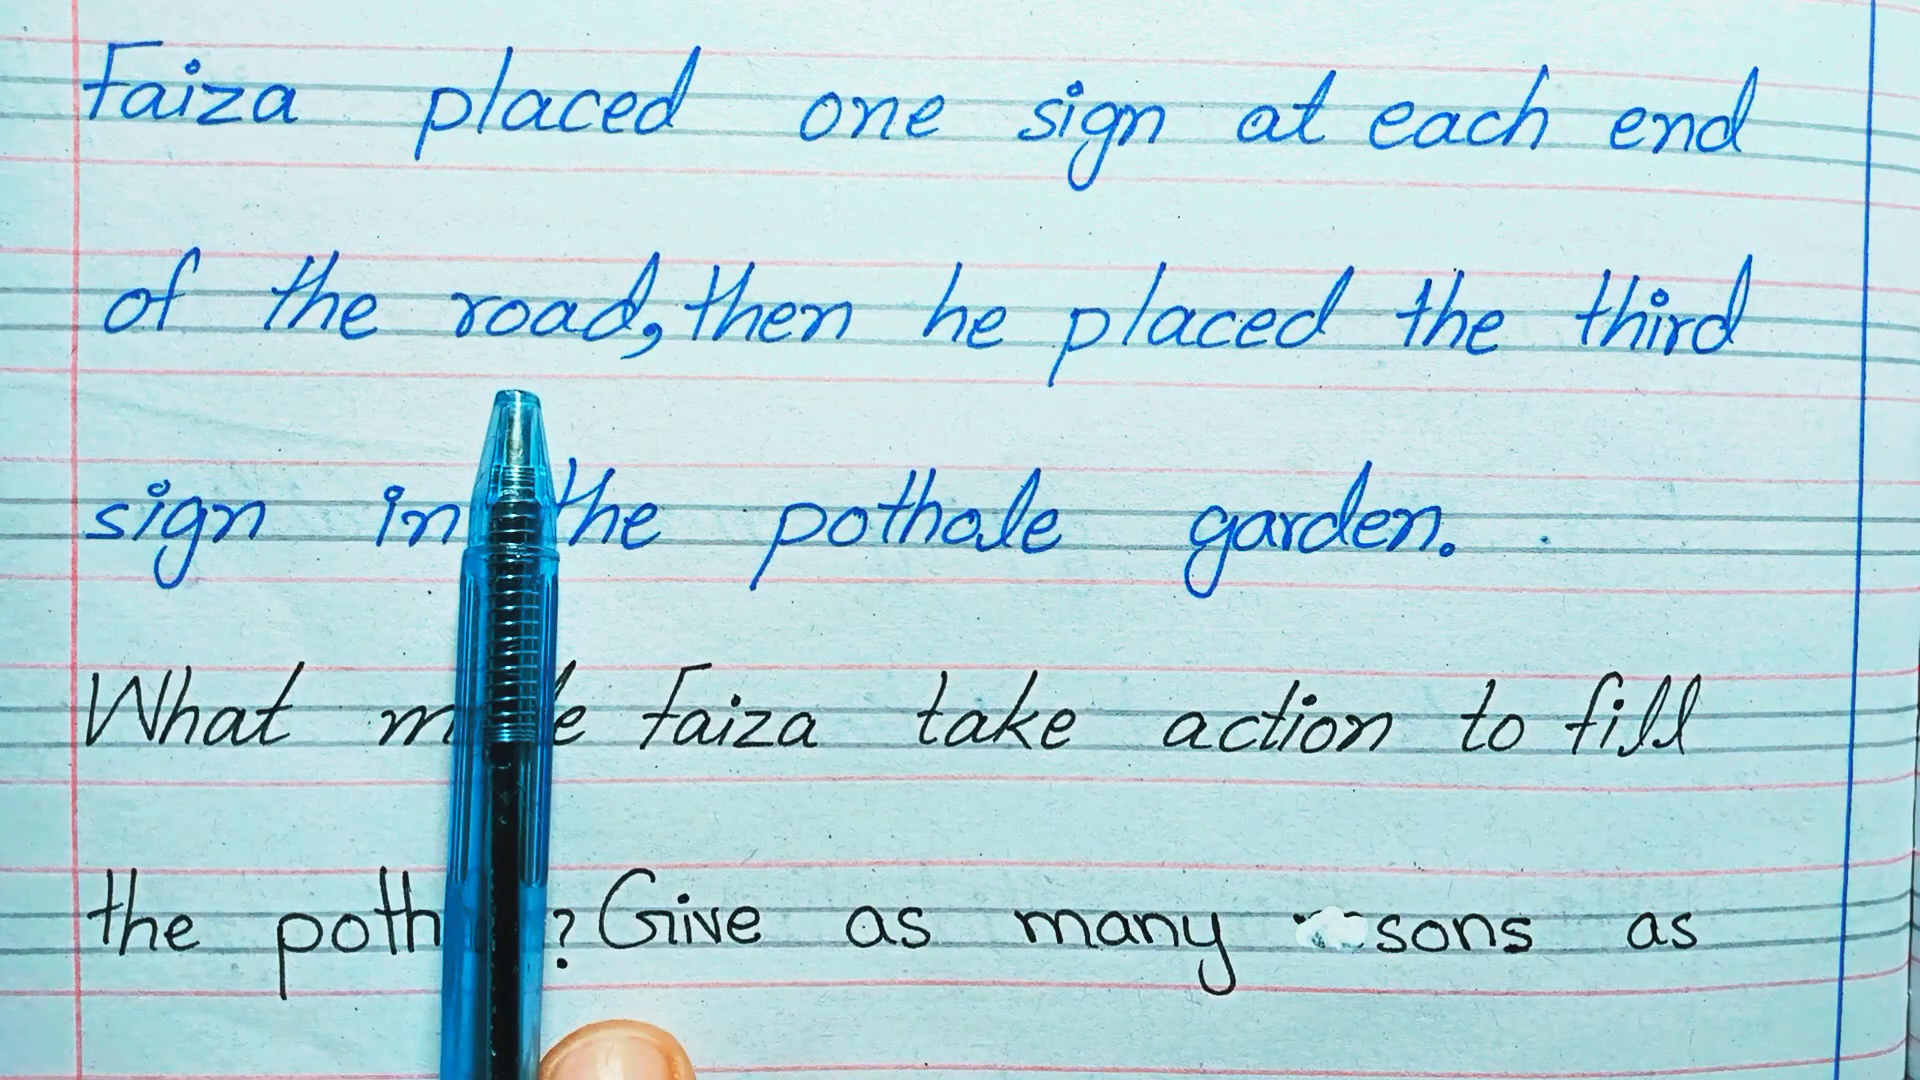 Faiza placed one sign at each end
of the road, then he placed the third
sign in the pothole garden.
What Faiza take action to fill
the ? Give as many as